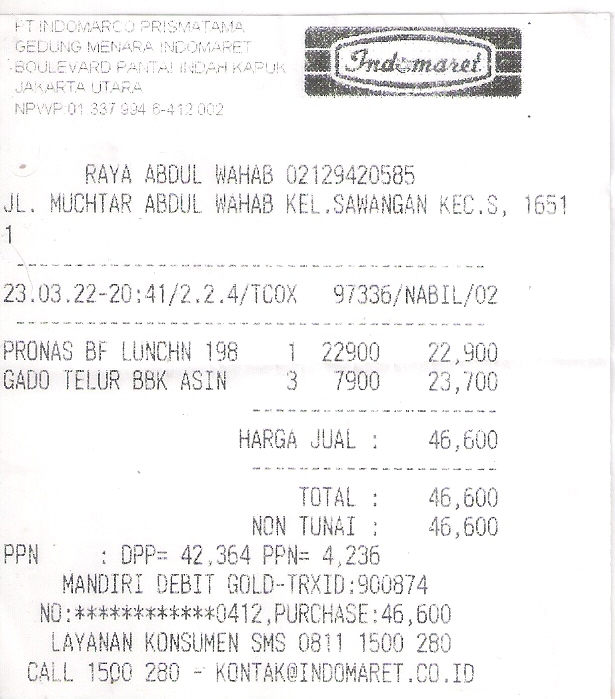 PT INDOMARCO PRISMATAMA
GEDUNG MENARA INDOMARET
BOULEVARD PANTAI INDAH KAPUK
JAKARTA UTARA
NPWP:01 337 994 6-412 002
Indomaret
RAYA ABDUL WAHAB 02129420585
JL. MUCHTAR ABDUL WAHAB KEL.SAWANGAN KEC.S, 1651
1
23.03.22-20:41/2.2.4/TCOX 97336/NABIL/02
PRONAS BF LUNCHN 198 1 22900 22,900
GADO TELUR BBK ASIN 3 7900 23,700
HARGA JUAL : 46,600
TOTAL : 46,600
NON TUNAI : 46,600
PPN : DPP= 42,364 PPN= 4,236
MANDIRI DEBIT GOLD-TRXID:900874
NO:************0412,PURCHASE:46,600
LAYANAN KONSUMEN SMS 0811 1500 280
CALL 1500 280 - KONTAK@INDOMARET.CO.ID